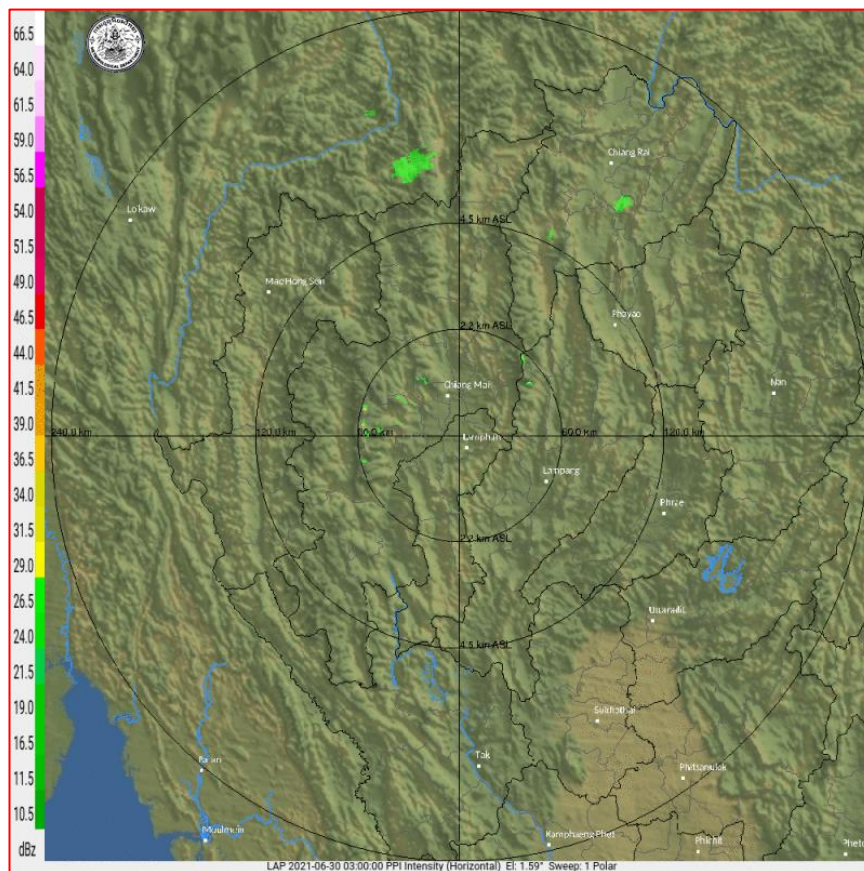 66.5
64.0
61.5
59.0
56.5
54.0
51.5
49.0
46.5
44.0
41.5
39.0
36.5
34.0
31.5
29.0
26.5
24.0
21.5
19.0
16.5
11.5
10.5
dBz
Chiang Rai
Lo kaw
4.5 km ASL
Mae Hong Son
Phayao
2.2 km ASL
Chiang Mai
Nan
240.0 km
120.0 km
60.0 km
60.0 km
120.0 km
Lamphun
Lampang
Phrae
2.2 km ASL
Uttaradit
4.5 km ASL
Sukhothai
Tak
Pa-an
Phitsanulok
Moulmein
Kamphaeng Phet
Phichit
LAP 2021-06-30 03:00:00 PPI Intensity (Horizontal) El: 1.59° Sweep: 1 Polar